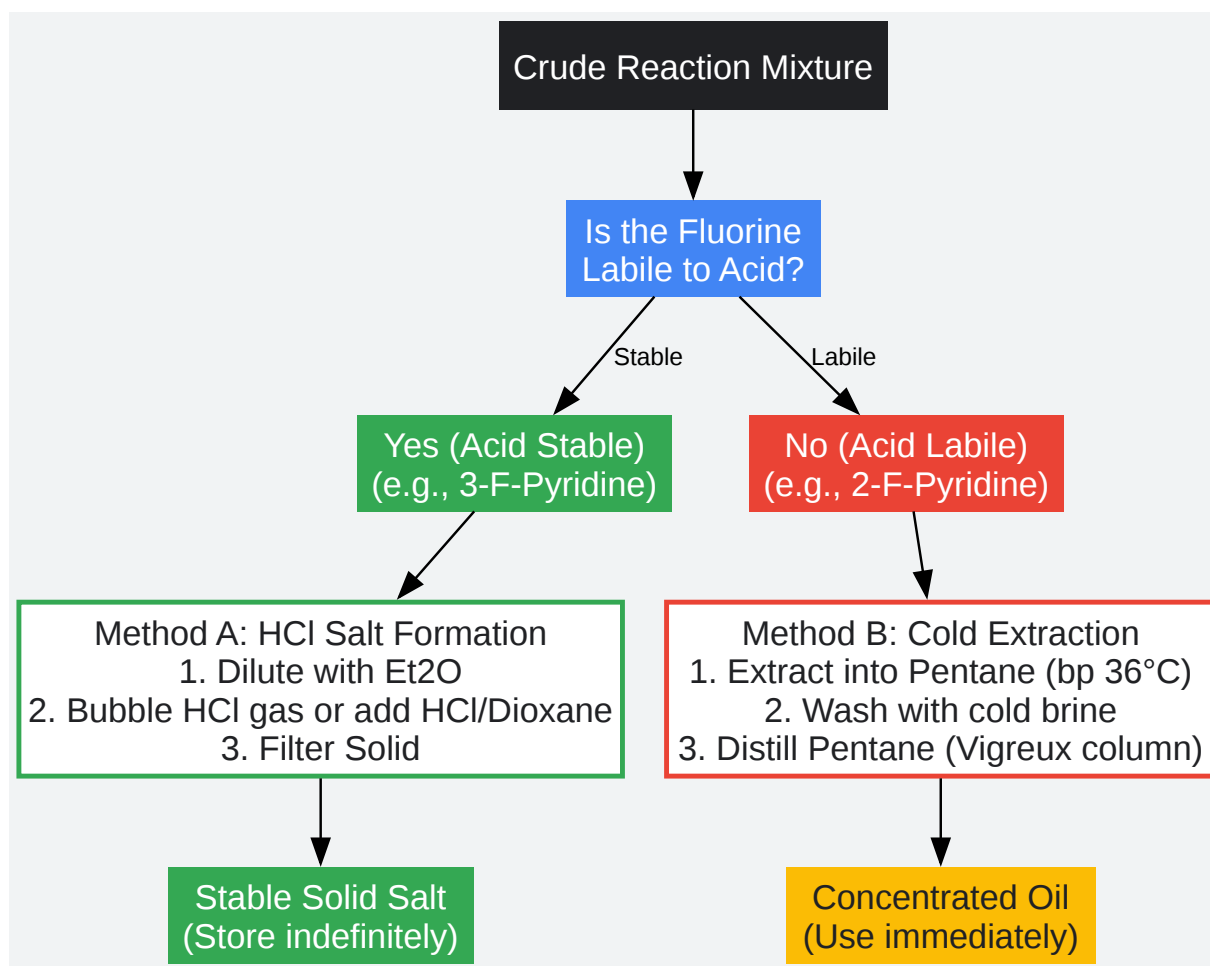 Crude Reaction Mixture
Is the Fluorine
Labile to Acid?
Stable
Labile
Yes (Acid Stable)
(e.g., 3-F-Pyridine)
No (Acid Labile)
(e.g., 2-F-Pyridine)
Method A: HCl Salt Formation
1. Dilute with Et2O
2. Bubble HCl gas or add HCl/Dioxane
3. Filter Solid
Method B: Cold Extraction
1. Extract into Pentane (bp 36°C)
2. Wash with cold brine
3. Distill Pentane (Vigreux column)
Stable Solid Salt
(Store indefinitely)
Concentrated Oil
(Use immediately)